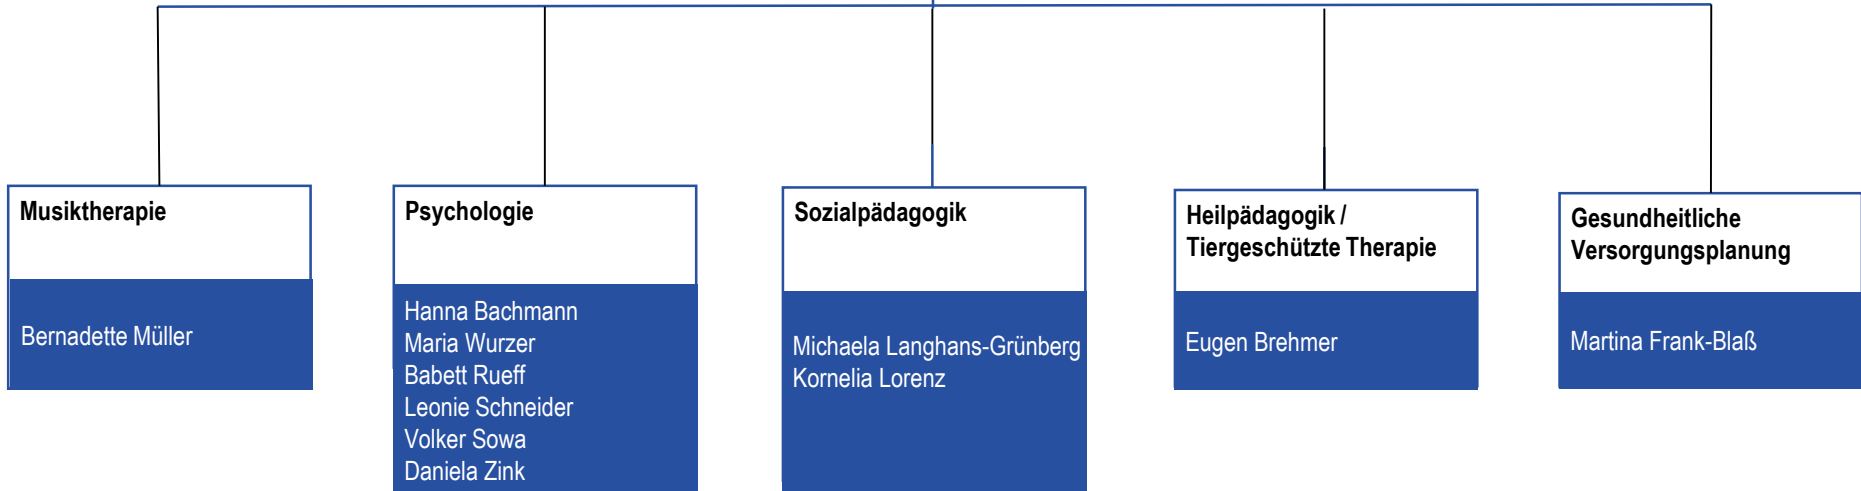 Musiktherapie
Bernadette Müller
Psychologie
Hanna Bachmann
Maria Wurzer
Babett Rueff
Leonie Schneider
Volker Sowa
Daniela Zink
Sozialpädagogik
Michaela Langhans-Grünberg
Kornelia Lorenz
Heilpädagogik /
Tiergeschützte Therapie
Eugen Brehmer
Gesundheitliche
Versorgungsplanung
Martina Frank-Blaß